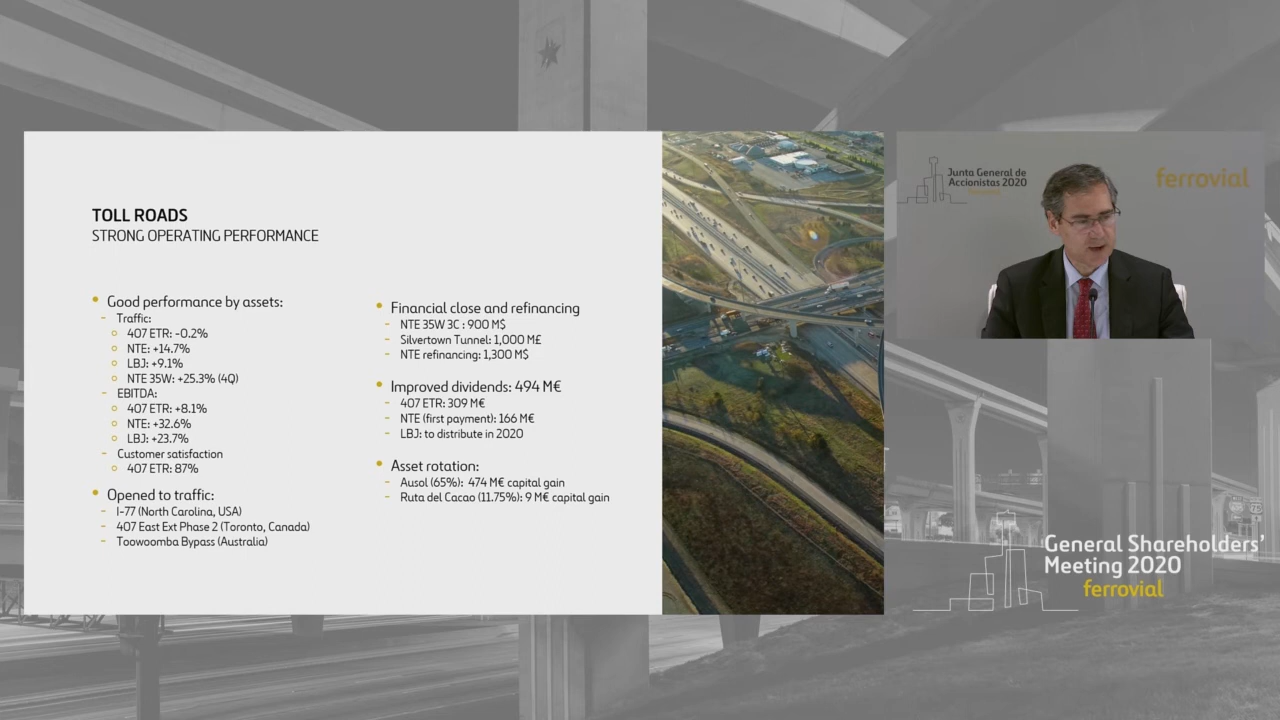 TOLL ROADS
STRONG OPERATING PERFORMANCE
• Good performance by assets:
- Traffic:
○ 407 ETR: -0.2%
○ NTE: +14.7%
○ LBJ: +9.1%
○ NTE 35W: +25.3% (4Q)
- EBITDA:
○ 407 ETR: +8.1%
○ NTE: +32.6%
○ LBJ: +23.7%
- Customer satisfaction
○ 407 ETR: 87%
• Opened to traffic:
- I-77 (North Carolina, USA)
- 407 East Ext Phase 2 (Toronto, Canada)
- Toowoomba Bypass (Australia)
• Financial close and refinancing
- NTE 35W 3C : 900 M$
- Silvertown Tunnel: 1,000 M£
- NTE refinancing: 1,300 M$
• Improved dividends: 494 M€
- 407 ETR: 309 M€
- NTE (first payment): 166 M€
- LBJ: to distribute in 2020
• Asset rotation:
- Ausol (65%): 474 M€ capital gain
- Ruta del Cacao (11.75%): 9 M€ capital gain
Junta General de
Accionistas 2020
ferrovial
ferrovial
General Shareholders'
Meeting 2020
ferrovial